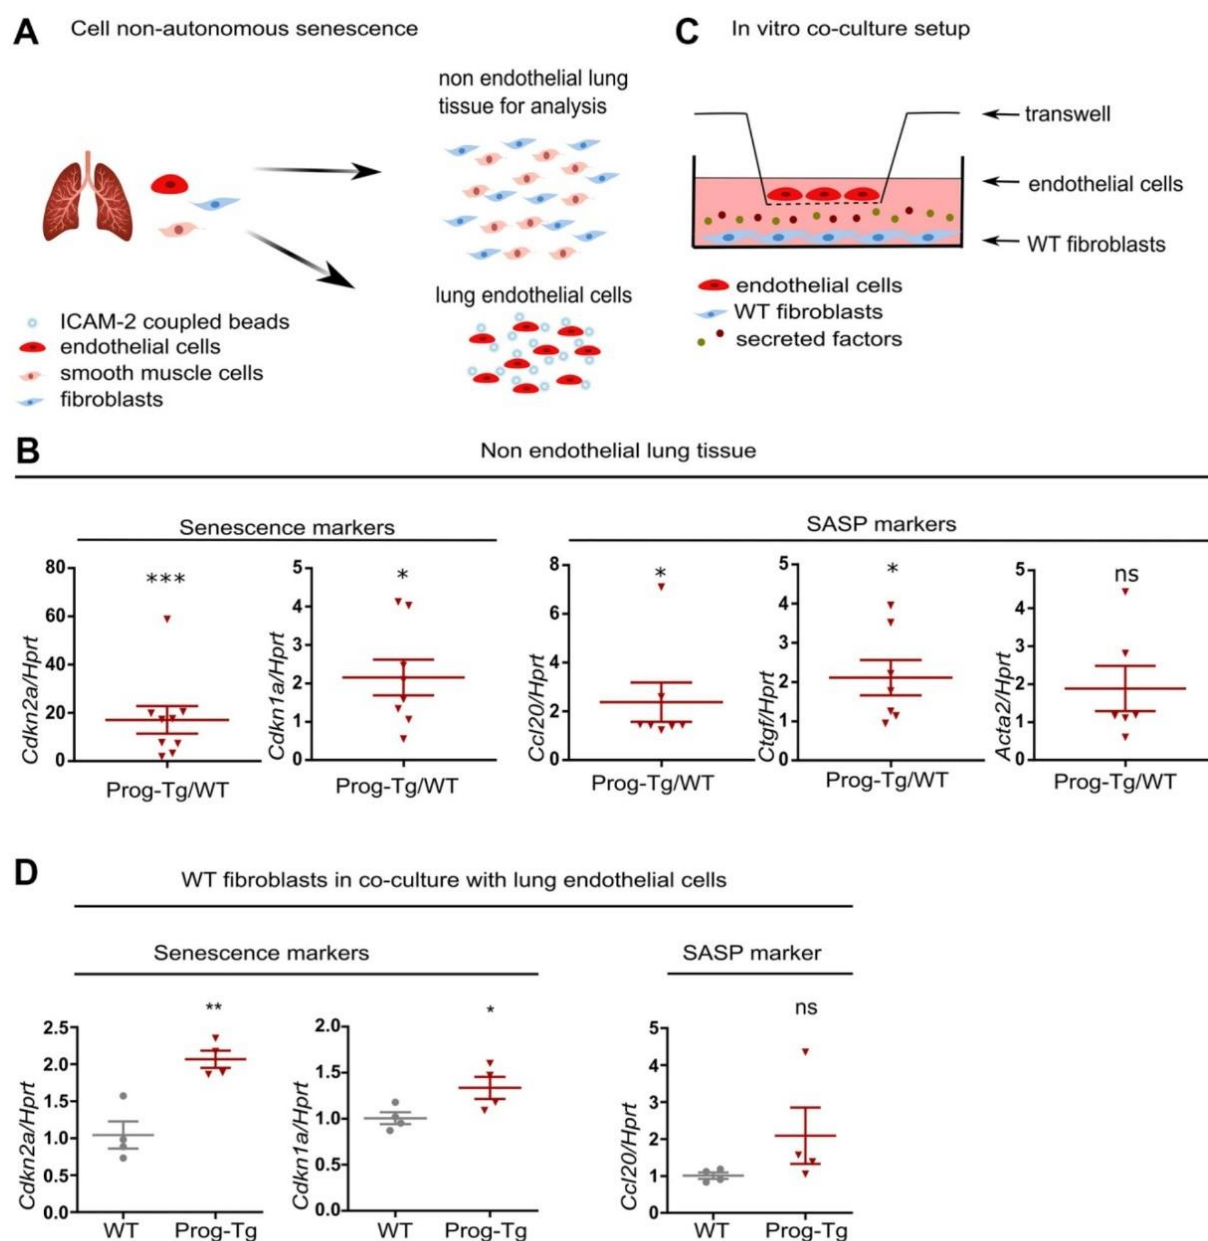 A Cell non-autonomous senescence
non endothelial lung
tissue for analysis
lung endothelial cells
ICAM-2 coupled beads
endothelial cells
smooth muscle cells
fibroblasts
C In vitro co-culture setup
transwell
endothelial cells
WT fibroblasts
endothelial cells
WT fibroblasts
secreted factors
B Non endothelial lung tissue
Senescence markers
SASP markers
Cdkn2a/Hprt
80
60
40
20
0
***
Prog-Tg/WT
Cdkn1a/Hprt
5
4
3
2
1
0
*
Prog-Tg/WT
Ccl20/Hprt
8
6
4
2
0
*
Prog-Tg/WT
Ctgf/Hprt
5
4
3
2
1
0
*
Prog-Tg/WT
Acta2/Hprt
5
4
3
2
1
0
ns
Prog-Tg/WT
D WT fibroblasts in co-culture with lung endothelial cells
Senescence markers
SASP marker
Cdkn2a/Hprt
2.5
2.0
1.5
1.0
0.5
0.0
**
WT Prog-Tg
Cdkn1a/Hprt
2.0
1.5
1.0
0.5
0.0
*
WT Prog-Tg
Ccl20/Hprt
5
4
3
2
1
0
ns
WT Prog-Tg